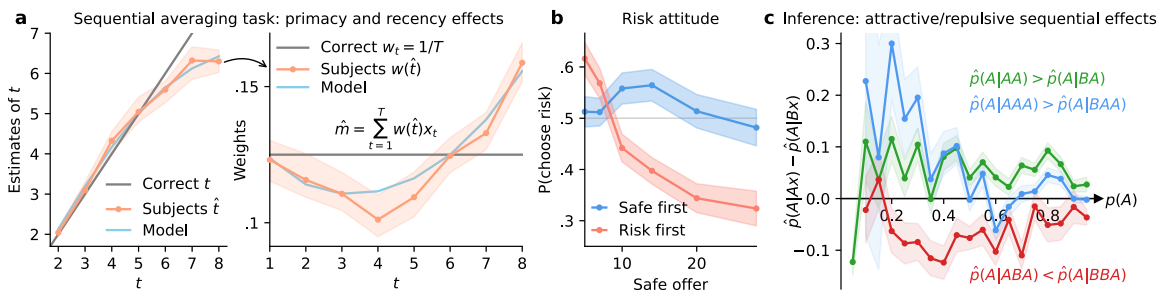 a Sequential averaging task: primacy and recency effects
Estimates of t
7
6
5
4
3
2
Correct t
Subjects t̂
Model
2 3 4 5 6 7 8
t
Weights
.15
.1
Correct w_t = 1/T
Subjects w(t̂)
Model
m̂ = ∑_{t=1}^{T} w(t̂)x_t
1 2 3 4 5 6 7 8
t
b Risk attitude
P(choose risk)
.6
.5
.4
.3
Safe first
Risk first
10 20
Safe offer
c Inference: attractive/repulsive sequential effects
p̂(A|Ax) − p̂(A|Bx)
0.3
0.2
0.1
0.0
−0.1
p̂(A|AA) > p̂(A|BA)
p̂(A|AAA) > p̂(A|BAA)
0.2 0.4 0.6 0.8
p(A)
p̂(A|ABA) < p̂(A|BBA)